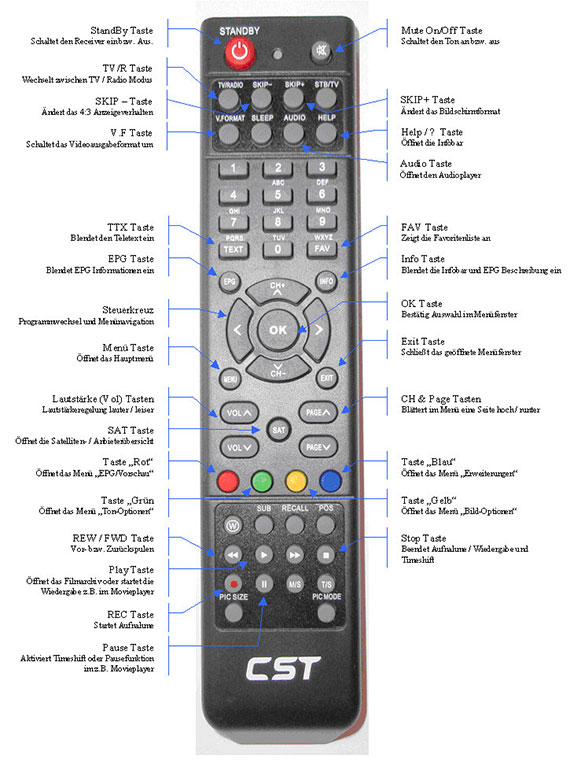 StandBy Taste
Schaltet den Receiver ein bzw. Aus.
TV /R Taste
Wechselt zwischen TV / Radio Modus
SKIP – Taste
Ändert das 4:3 Anzeigeverhalten
V .F Taste
Schaltet das Videoausgabeformat um
TTX Taste
Blendet den Teletext ein
EPG Taste
Blendet EPG Informationen ein
Steuerkreuz
Programmwechsel und Menünavigation
Menü Taste
Öffnet das Hauptmenü
Lautstärke (Vol) Tasten
Lautstärkeregelung lauter / leiser
SAT Taste
Öffnet die Satelliten- / Anbieterübersicht
Taste „Rot“
Öffnet das Menü „EPG/Vorschau“
Taste „Grün
Öffnet das Menü „Ton-Optionen“
REW / FWD Taste
Vor- bzw. Zurückspulen
Play Taste
Öffnet das Filmarchiv oder startet die
Wiedergabe z.B. im Movieplayer
REC Taste
Startet Aufnahme
Pause Taste
Aktiviert Timeshift oder Pausefunktion
im z.B. Movieplayer
STANDBY
TV/RADIO SKIP− SKIP+ STB/TV
V.FORMAT SLEEP AUDIO HELP
1 2 3
ABC DEF
4 5 6
GHI JKL MNO
7 8 9
PQRS TUV WXYZ
TEXT 0 FAV
EPG CH+ INFO
OK
MENU CH− EXIT
VOL PAGE
SAT
VOL PAGE
SUB RECALL POS
W
M/S T/S
PIC SIZE PIC MODE
CST
Mute On/Off Taste
Schaltet den Ton an bzw. aus
SKIP+ Taste
Ändert das Bildschirmformat
Help / ? Taste
Öffnet die Infobar
Audio Taste
Öffnet den Audioplayer
FAV Taste
Zeigt die Favoritenliste an
Info Taste
Blendet die Infobar und EPG Beschreibung ein
OK Taste
Bestätig Auswahl im Menüfenster
Exit Taste
Schließt das geöffnete Menüfenster
CH & Page Tasten
Blättert im Menü eine Seite hoch / runter
Taste „Blau“
Öffnet das Menü „Erweiterungen“
Taste „Gelb“
Öffnet das Menü „Bild-Optionen“
Stop Taste
Beendet Aufnahme / Wiedergabe und
Timeshift